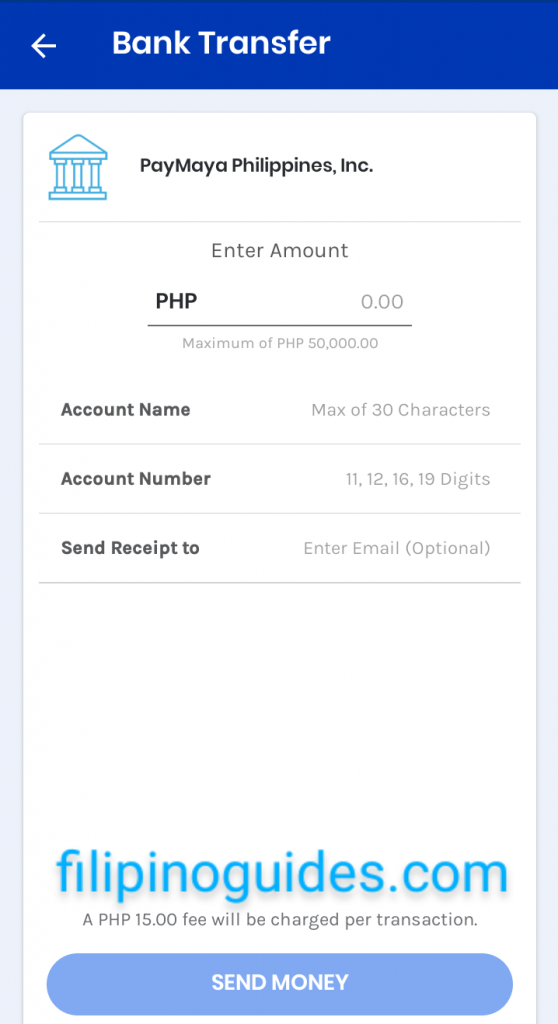 Bank Transfer
PayMaya Philippines, Inc.
Enter Amount
PHP 0.00
Maximum of PHP 50,000.00
Account Name Max of 30 Characters
Account Number 11, 12, 16, 19 Digits
Send Receipt to Enter Email (Optional)
filipinoguides.com
A PHP 15.00 fee will be charged per transaction.
SEND MONEY